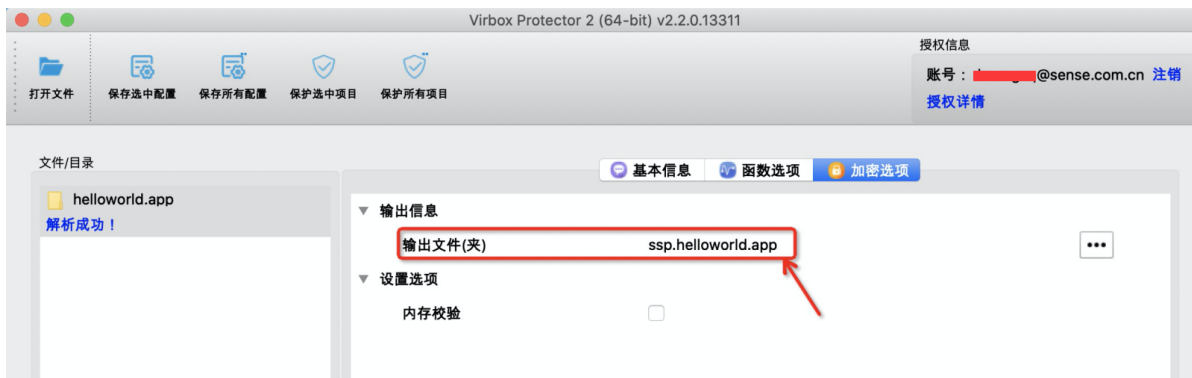 Virbox Protector 2 (64-bit) v2.2.0.13311
打开文件
保存选中配置
保存所有配置
保护选中项目
保护所有项目
授权信息
账号： @sense.com.cn 注销
授权详情
文件/目录
helloworld.app
解析成功！
基本信息
函数选项
加密选项
输出信息
输出文件(夹) ssp.helloworld.app
设置选项
内存校验